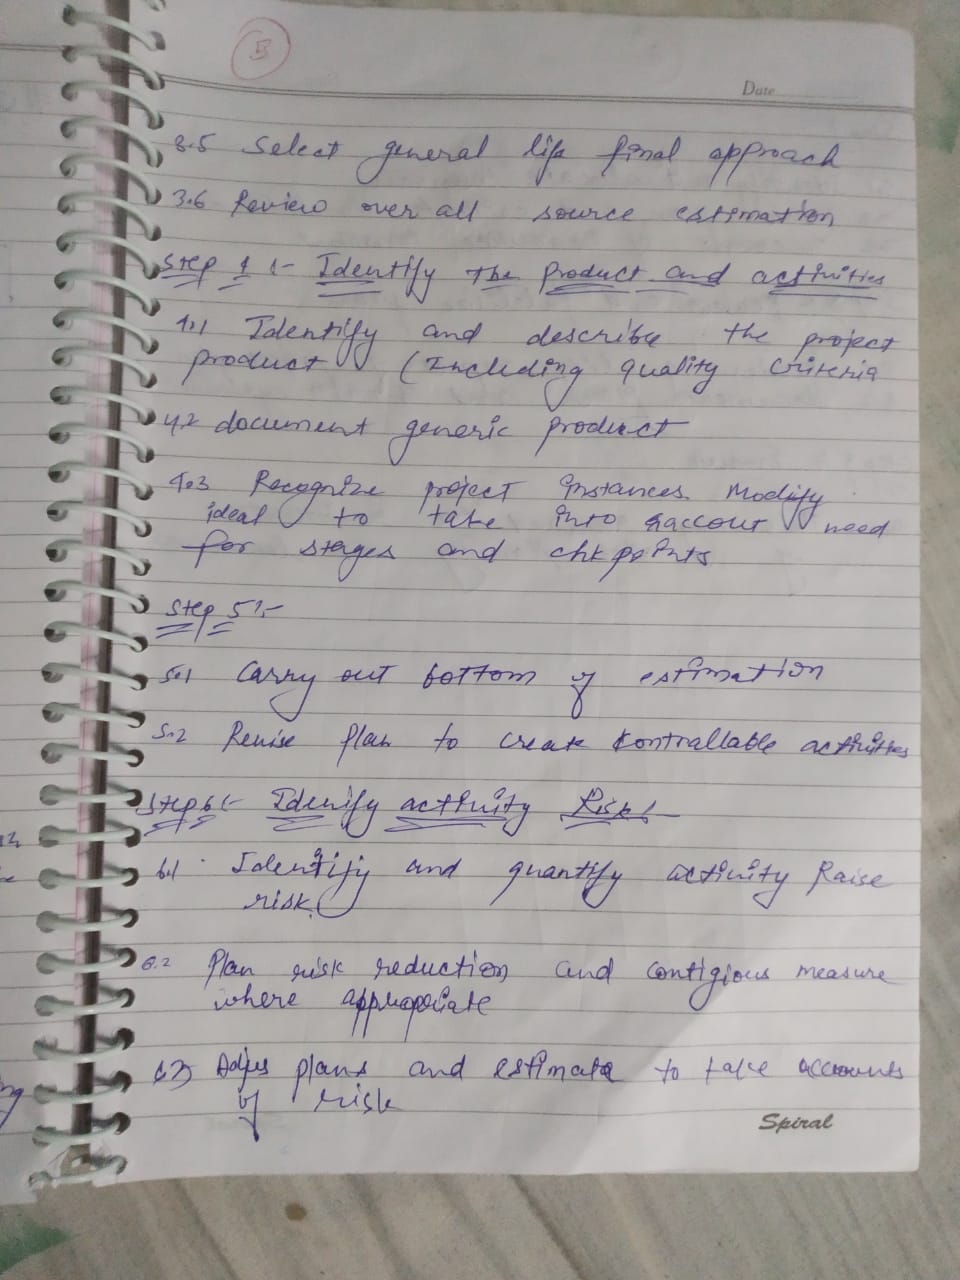 5
Date
3.5 Select general life final approach
3.6 Review over all source estimation
Step 4 :- Identify the product and activities
4.1 Identify and describe the project
product (Including quality criteria
4.2 document generic product
4.3 Recognize project instances Modify
ideal to take into account need
for stages and chk points
Step 5 :-
5.1 Carry out bottom of estimation
5.2 Revise plan to create kontrallable activities
Step 6 :- Idenify activity Risk :-
6.1 Identify and quantify activity Raise
risk
6.2 Plan risk reduction and contigious measure
where appropriate
6.3 Adjus plans and estimate to take accounts
of risk
Spiral